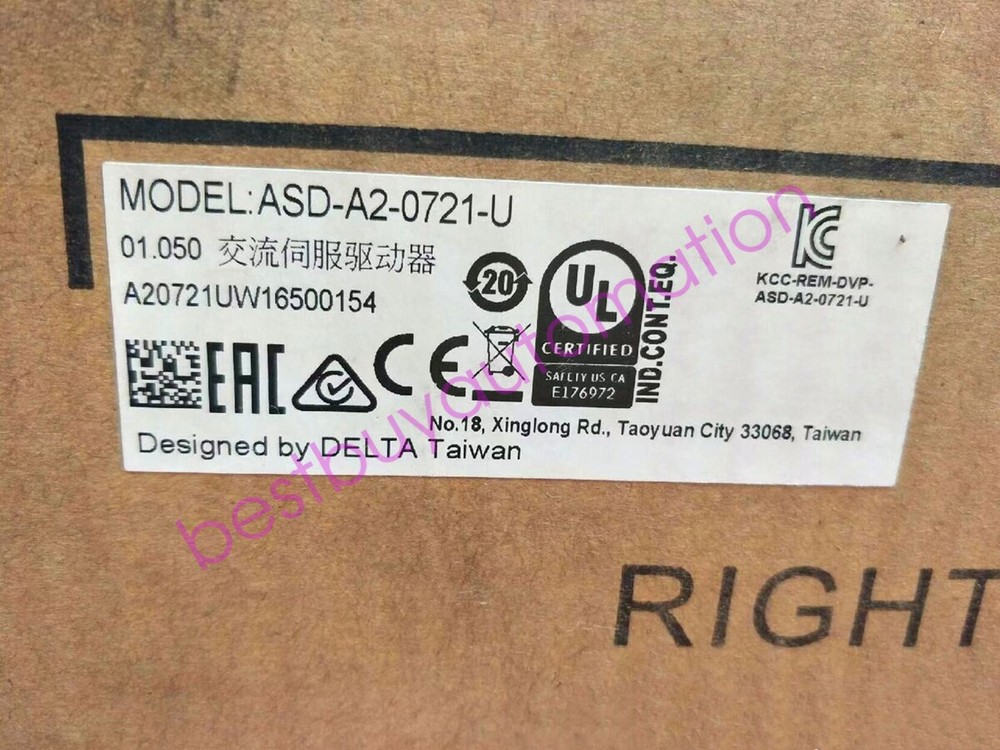 MODEL:ASD-A2-0721-U
01.050 交流伺服驱动器
A20721UW16500154
20
UL
CERTIFIED
SAFETY US CA
E176972
IND.CONT.EQ.
KC
KCC-REM-DVP-
ASD-A2-0721-U
EAC
CE
No.18, Xinglong Rd., Taoyuan City 33068, Taiwan
Designed by DELTA Taiwan
bestbuyautomation
RIGHT